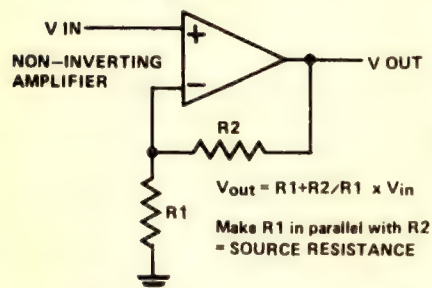 V IN
+
NON-INVERTING
AMPLIFIER
−
V OUT
R2
R1
Vout = R1+R2/R1 x Vin
Make R1 in parallel with R2
= SOURCE RESISTANCE